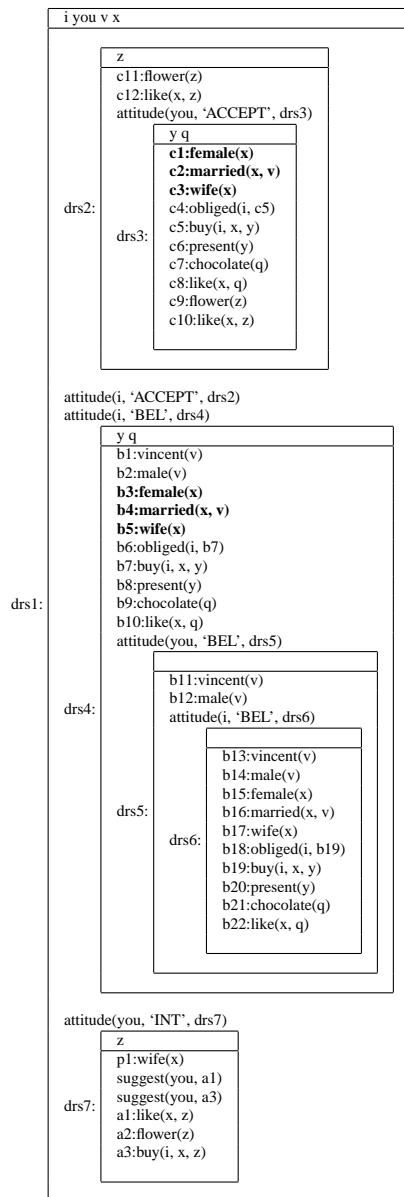 i you v x
z
c11:flower(z)
c12:like(x, z)
attitude(you, ‘ACCEPT’, drs3)
y q
c1:female(x)
c2:married(x, v)
c3:wife(x)
c4:obliged(i, c5)
drs2:
c5:buy(i, x, y)
drs3:
c6:present(y)
c7:chocolate(q)
c8:like(x, q)
c9:flower(z)
c10:like(x, z)
attitude(i, ‘ACCEPT’, drs2)
attitude(i, ‘BEL’, drs4)
y q
b1:vincent(v)
b2:male(v)
b3:female(x)
b4:married(x, v)
b5:wife(x)
b6:obliged(i, b7)
b7:buy(i, x, y)
b8:present(y)
drs1:
b9:chocolate(q)
b10:like(x, q)
attitude(you, ‘BEL’, drs5)
b11:vincent(v)
b12:male(v)
drs4:
attitude(i, ‘BEL’, drs6)
b13:vincent(v)
b14:male(v)
b15:female(x)
drs5:
b16:married(x, v)
b17:wife(x)
drs6:
b18:obliged(i, b19)
b19:buy(i, x, y)
b20:present(y)
b21:chocolate(q)
b22:like(x, q)
attitude(you, ‘INT’, drs7)
z
p1:wife(x)
suggest(you, a1)
suggest(you, a3)
drs7:
a1:like(x, z)
a2:flower(z)
a3:buy(i, x, z)